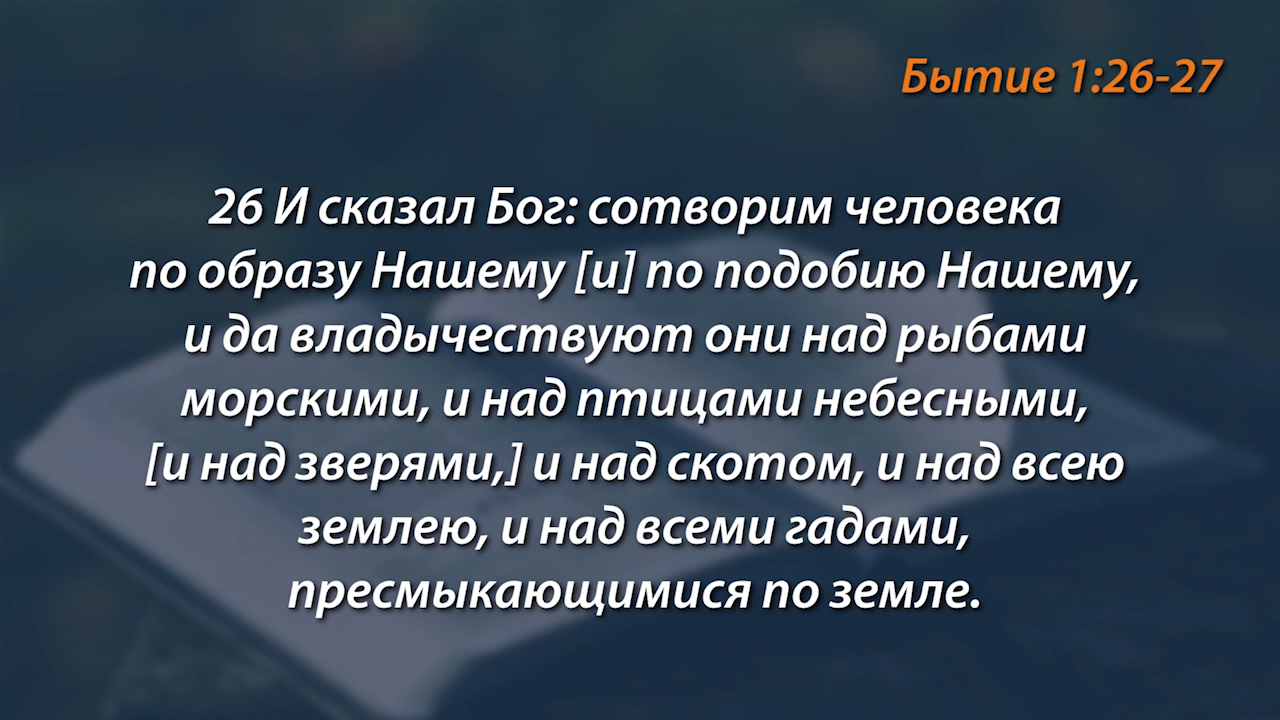 Бытие 1:26-27
26 И сказал Бог: сотворим человека
по образу Нашему [и] по подобию Нашему,
и да владычествуют они над рыбами
морскими, и над птицами небесными,
[и над зверями,] и над скотом, и над всею
землею, и над всеми гадами,
пресмыкающимися по земле.